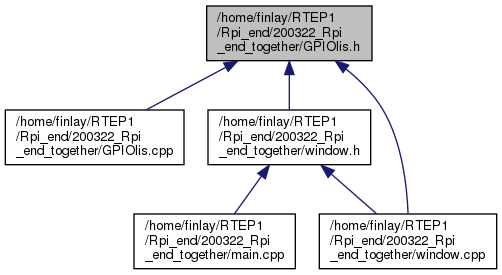 /home/finlay/RTEP1
/Rpi_end/200322_Rpi
_end_together/GPIOlis.h
/home/finlay/RTEP1
/Rpi_end/200322_Rpi
_end_together/GPIOlis.cpp
/home/finlay/RTEP1
/Rpi_end/200322_Rpi
_end_together/window.h
/home/finlay/RTEP1
/Rpi_end/200322_Rpi
_end_together/main.cpp
/home/finlay/RTEP1
/Rpi_end/200322_Rpi
_end_together/window.cpp